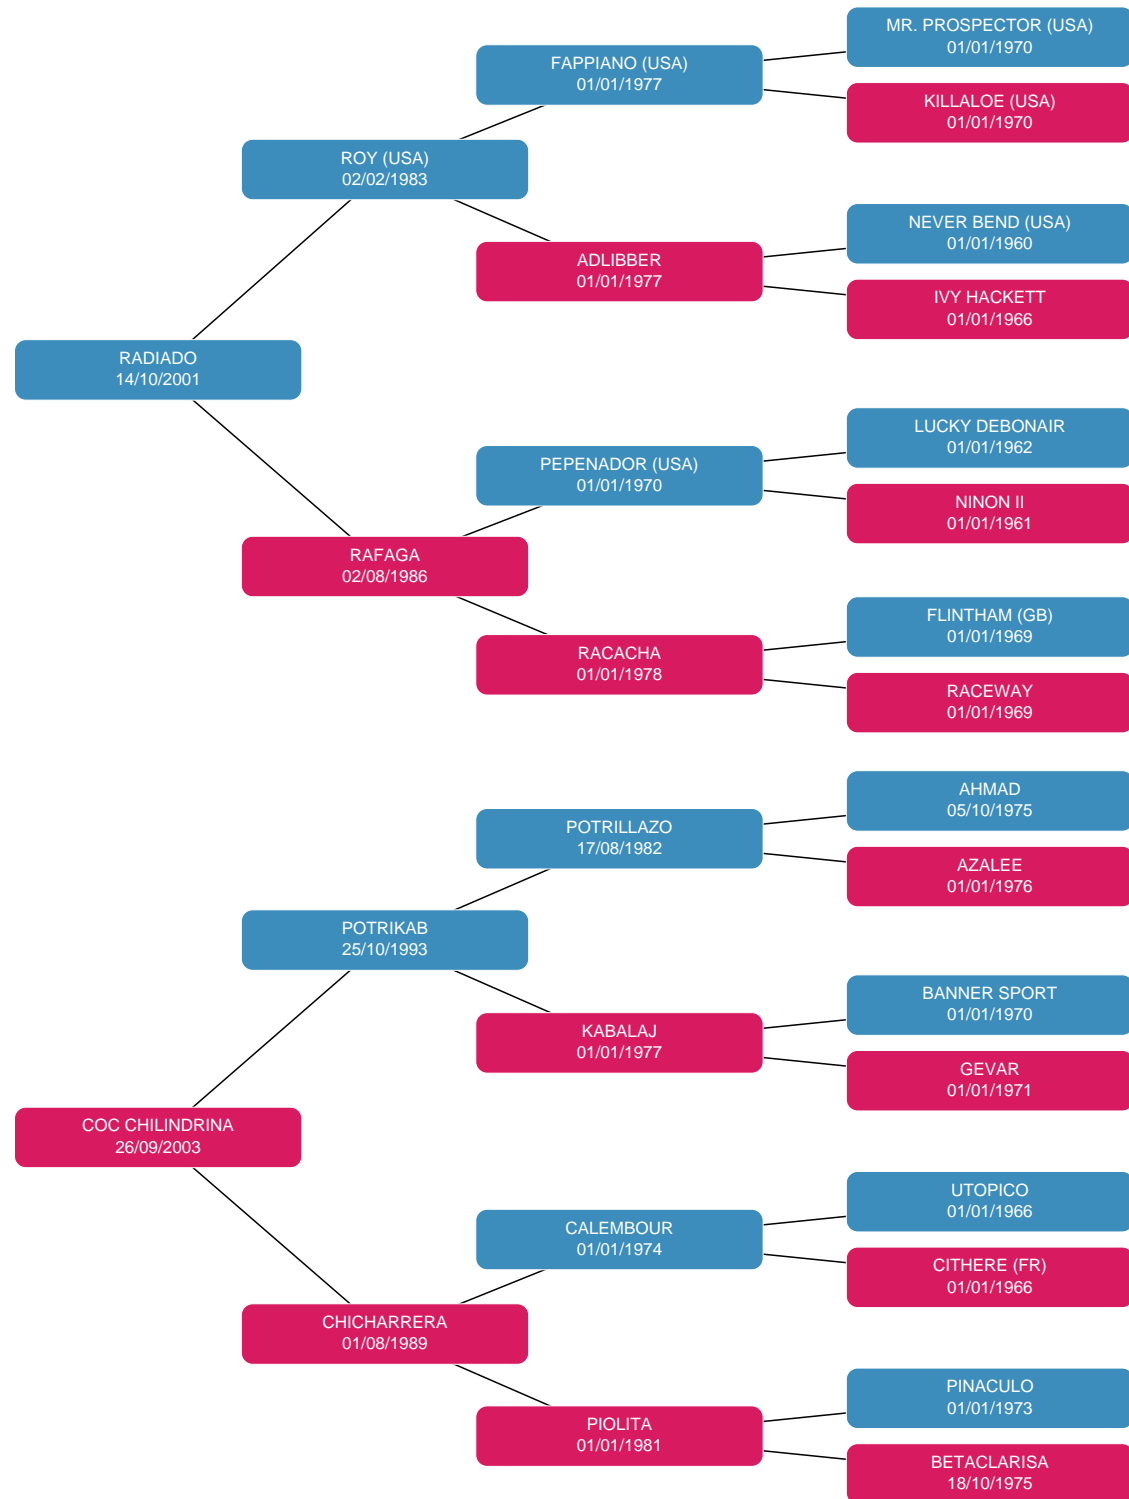 MR. PROSPECTOR (USA)
01/01/1970
FAPPIANO (USA)
01/01/1977
KILLALOE (USA)
01/01/1970
ROY (USA)
02/02/1983
NEVER BEND (USA)
01/01/1960
ADLIBBER
01/01/1977
IVY HACKETT
01/01/1966
RADIADO
14/10/2001
LUCKY DEBONAIR
01/01/1962
PEPENADOR (USA)
01/01/1970
NINON II
01/01/1961
RAFAGA
02/08/1986
FLINTHAM (GB)
01/01/1969
RACACHA
01/01/1978
RACEWAY
01/01/1969
AHMAD
05/10/1975
POTRILLAZO
17/08/1982
AZALEE
01/01/1976
POTRIKAB
25/10/1993
BANNER SPORT
01/01/1970
KABALAJ
01/01/1977
GEVAR
01/01/1971
COC CHILINDRINA
26/09/2003
UTOPICO
01/01/1966
CALEMBOUR
01/01/1974
CITHERE (FR)
01/01/1966
CHICHARRERA
01/08/1989
PINACULO
01/01/1973
PIOLITA
01/01/1981
BETACLARISA
18/10/1975